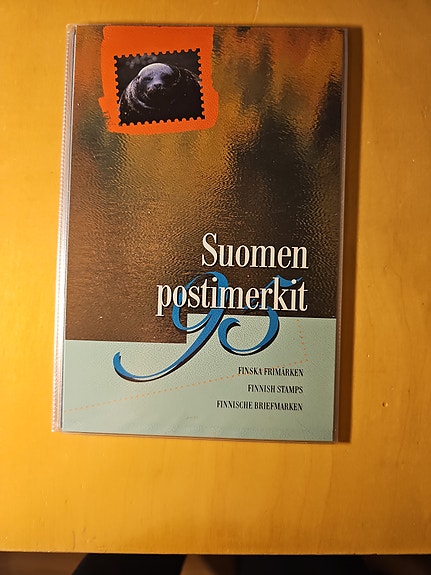 Suomen
postimerkit
95
FINSKA FRIMÄRKEN
FINNISH STAMPS
FINNISCHE BRIEFMARKEN